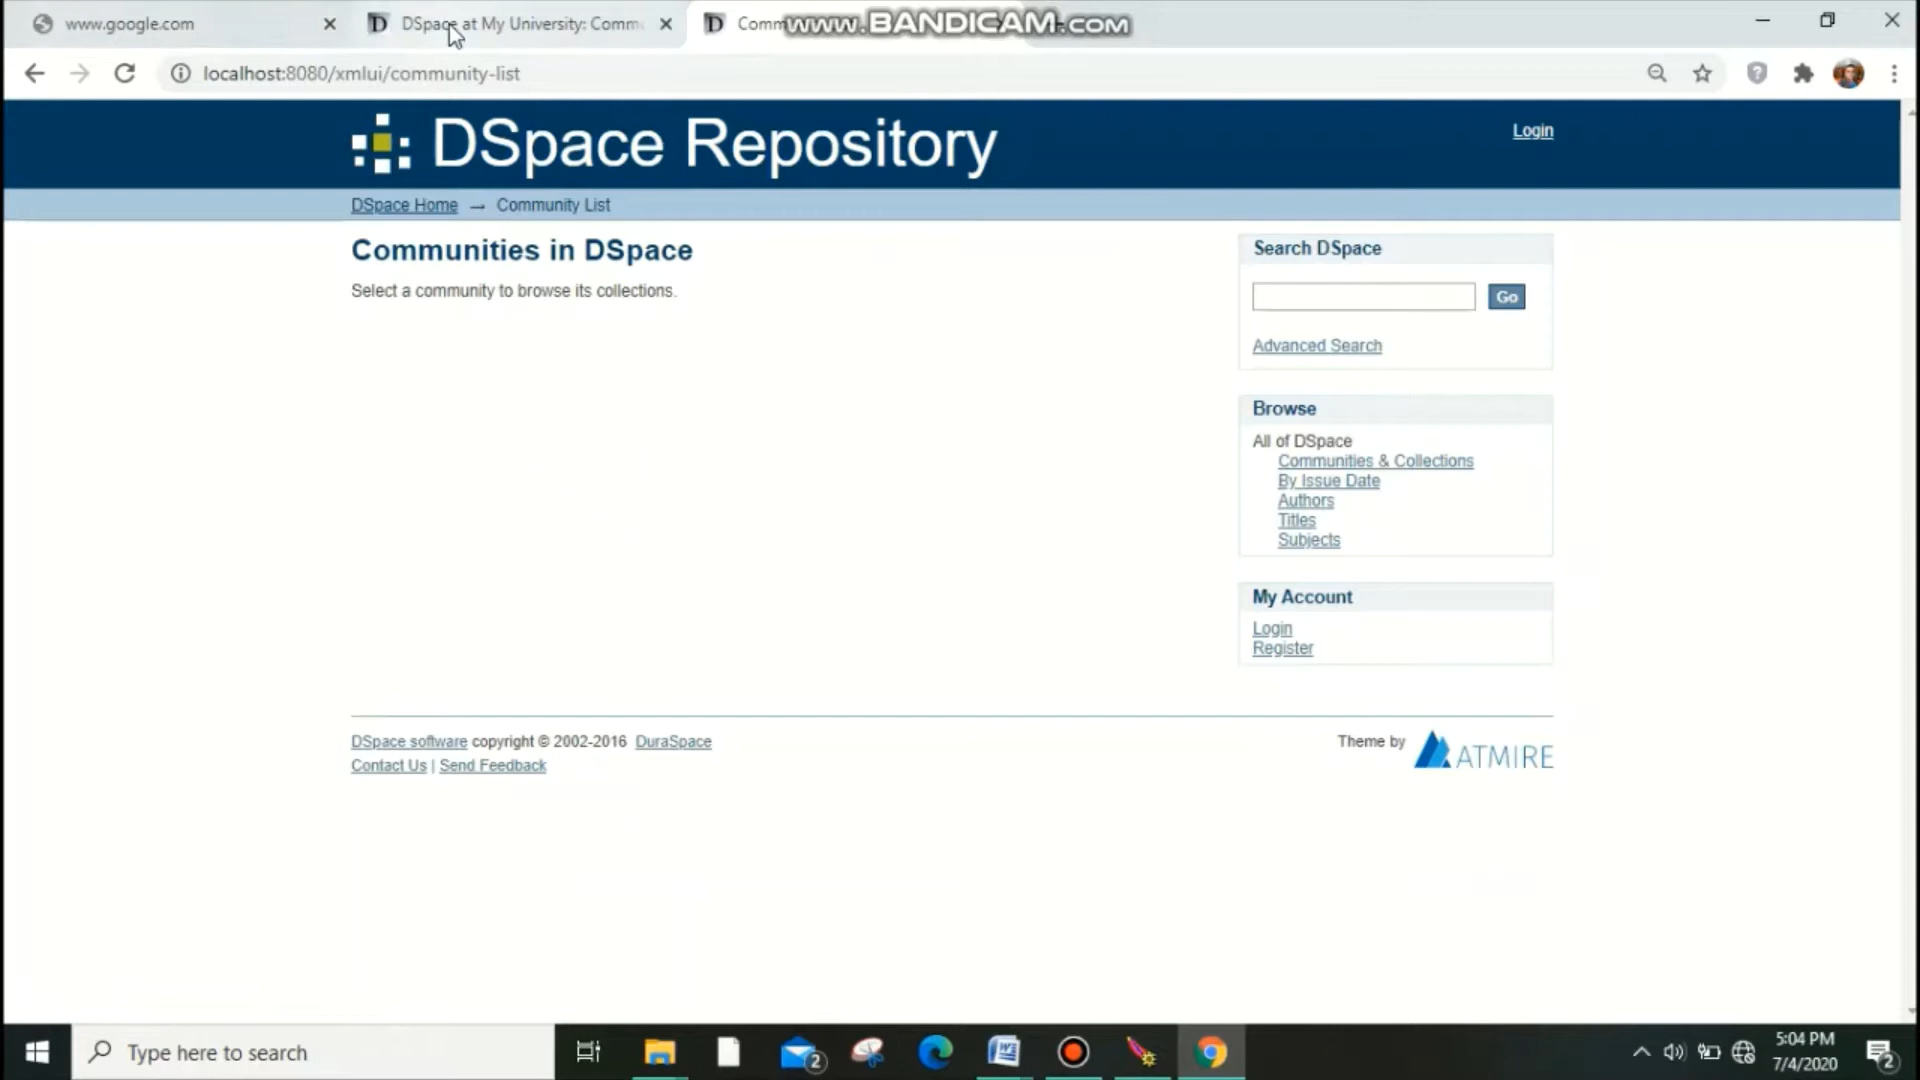 www.google.com
DSpace at My University: Comm
Comm
www.BANDICAM.com
localhost:8080/xmlui/community-list
DSpace Repository
Login
DSpace Home → Community List
Communities in DSpace
Select a community to browse its collections.
Search DSpace
Go
Advanced Search
Browse
All of DSpace
Communities & Collections
By Issue Date
Authors
Titles
Subjects
My Account
Login
Register
DSpace software copyright © 2002-2016 DuraSpace
Contact Us | Send Feedback
Theme by ATMIRE
Type here to search
2
5:04 PM
7/4/2020
2